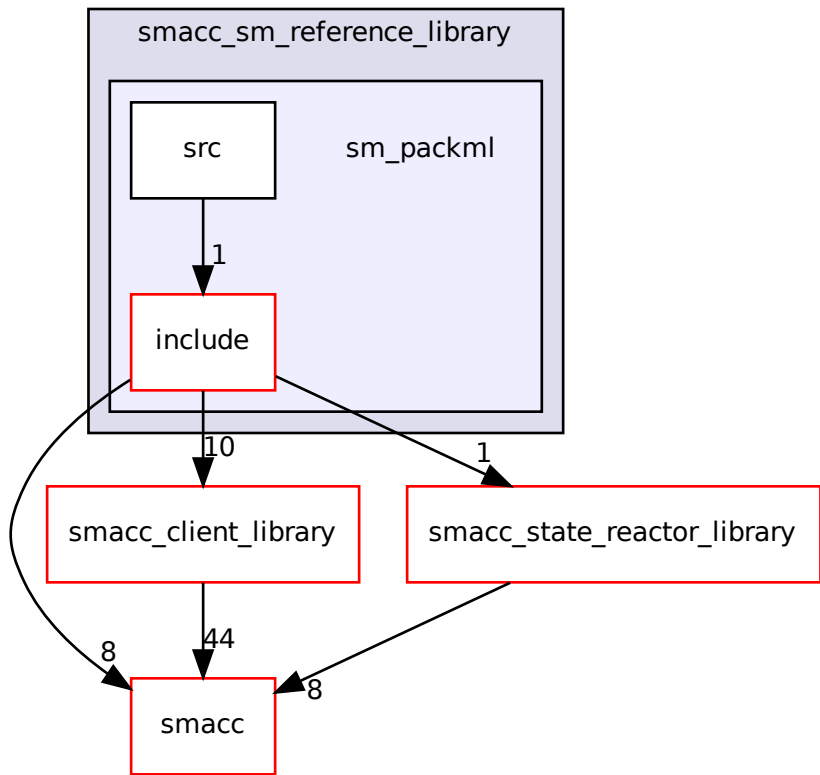 smacc_sm_reference_library
src
sm_packml
1
include
10
1
smacc_client_library
smacc_state_reactor_library
8
44
8
smacc